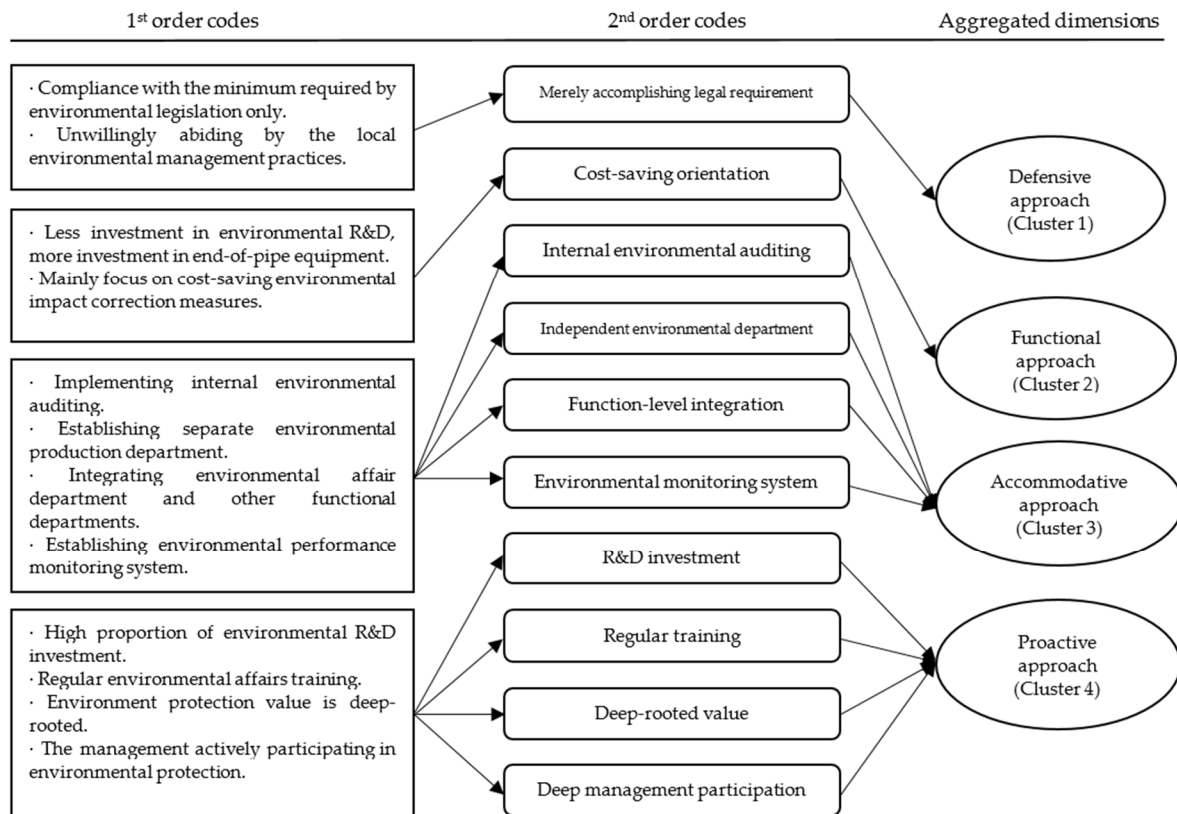 1st order codes
2nd order codes
Aggregated dimensions
· Compliance with the minimum required by
environmental legislation only.
· Unwillingly abiding by the local
environmental management practices.
· Less investment in environmental R&D,
more investment in end-of-pipe equipment.
· Mainly focus on cost-saving environmental
impact correction measures.
· Implementing internal environmental
auditing.
· Establishing separate environmental
production department.
· Integrating environmental affair
department and other functional
departments.
· Establishing environmental performance
monitoring system.
· High proportion of environmental R&D
investment.
· Regular environmental affairs training.
· Environment protection value is deep-
rooted.
· The management actively participating in
environmental protection.
Merely accomplishing legal requirement
Cost-saving orientation
Internal environmental auditing
Independent environmental department
Function-level integration
Environmental monitoring system
R&D investment
Regular training
Deep-rooted value
Deep management participation
Defensive
approach
(Cluster 1)
Functional
approach
(Cluster 2)
Accommodative
approach
(Cluster 3)
Proactive
approach
(Cluster 4)